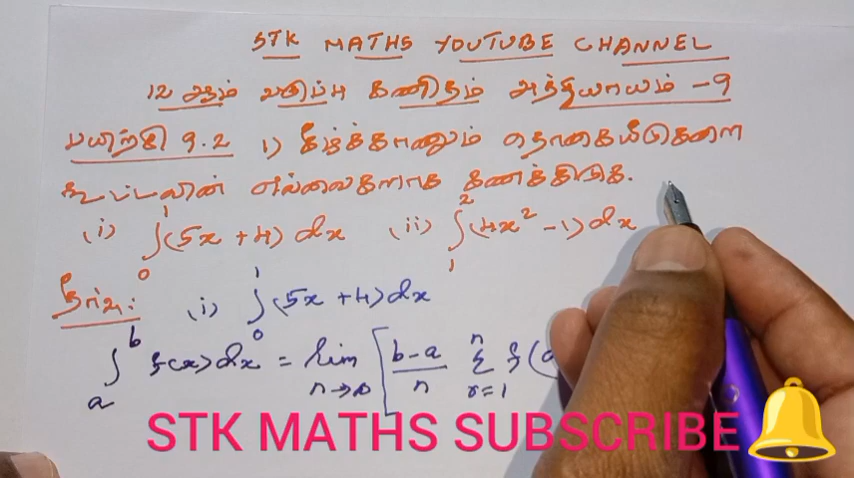 STK MATHS YOUTUBE CHANNEL
12 ஆம் வகுப்பு கணிதம் அத்தியாயம் - 9
பயிற்சி 9.2 1) கீழ்க்காணும் தொகையீடுகளை
கூட்டலின் எல்லைகளாக கணக்கிடுக.
(i) ∫₀¹ (5x + 4) dx (ii) ∫₁² (4x² - 1) dx
தீர்வு: (i) ∫₀¹ (5x + 4) dx
∫ₐᵇ f(x) dx = lim n→∞ [ b-a / n Σ r=1 n f(a
STK MATHS SUBSCRIBE